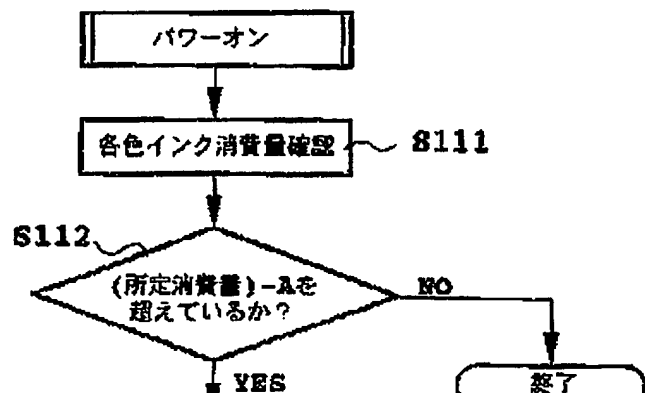 パワーオン
各色インク消費量確認
S111
S112
(所定消費量)-Aを
超えているか?
NO
YES
終了